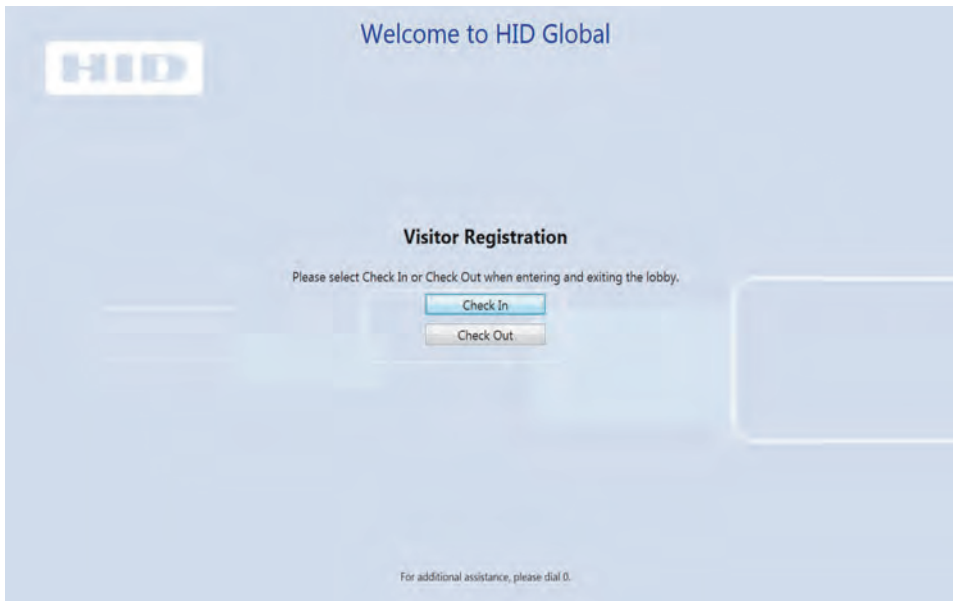 Welcome to HID Global
HID
Visitor Registration
Please select Check In or Check Out when entering and exiting the lobby.
Check In
Check Out
For additional assistance, please dial 0.